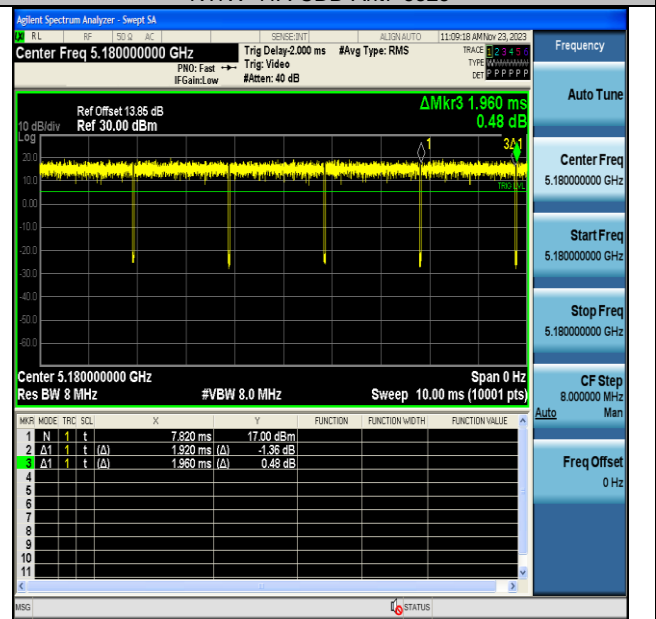 Agilent Spectrum Analyzer - Swept SA
RL RF 50 Ω AC SENSE:INT ALIGN AUTO 11:09:18 AM Nov 23, 2023
Center Freq 5.180000000 GHz
PNO: Fast
IFGain:Low
Trig Delay-2.000 ms
Trig: Video
#Atten: 40 dB
#Avg Type: RMS
TRACE 1 2 3 4 5 6
TYPE
DET P P P P P P
Ref Offset 13.85 dB
10 dB/div Ref 30.00 dBm
Log
ΔMkr3 1.960 ms
0.48 dB
1
3Δ1
20.0
10.0
TRIG LVL
0.00
-10.0
-20.0
-30.0
-40.0
-50.0
-60.0
Center 5.180000000 GHz
Span 0 Hz
Res BW 8 MHz
#VBW 8.0 MHz
Sweep 10.00 ms (10001 pts)
MKR MODE TRC SCL X Y FUNCTION FUNCTION WIDTH FUNCTION VALUE
1 N 1 t 7.820 ms 17.00 dBm
2 Δ1 1 t (Δ) 1.920 ms (Δ) -1.36 dB
3 Δ1 1 t (Δ) 1.960 ms (Δ) 0.48 dB
4
5
6
7
8
9
10
11
MSG
STATUS
Frequency
Auto Tune
Center Freq
5.180000000 GHz
Start Freq
5.180000000 GHz
Stop Freq
5.180000000 GHz
CF Step
8.000000 MHz
Auto Man
Freq Offset
0 Hz